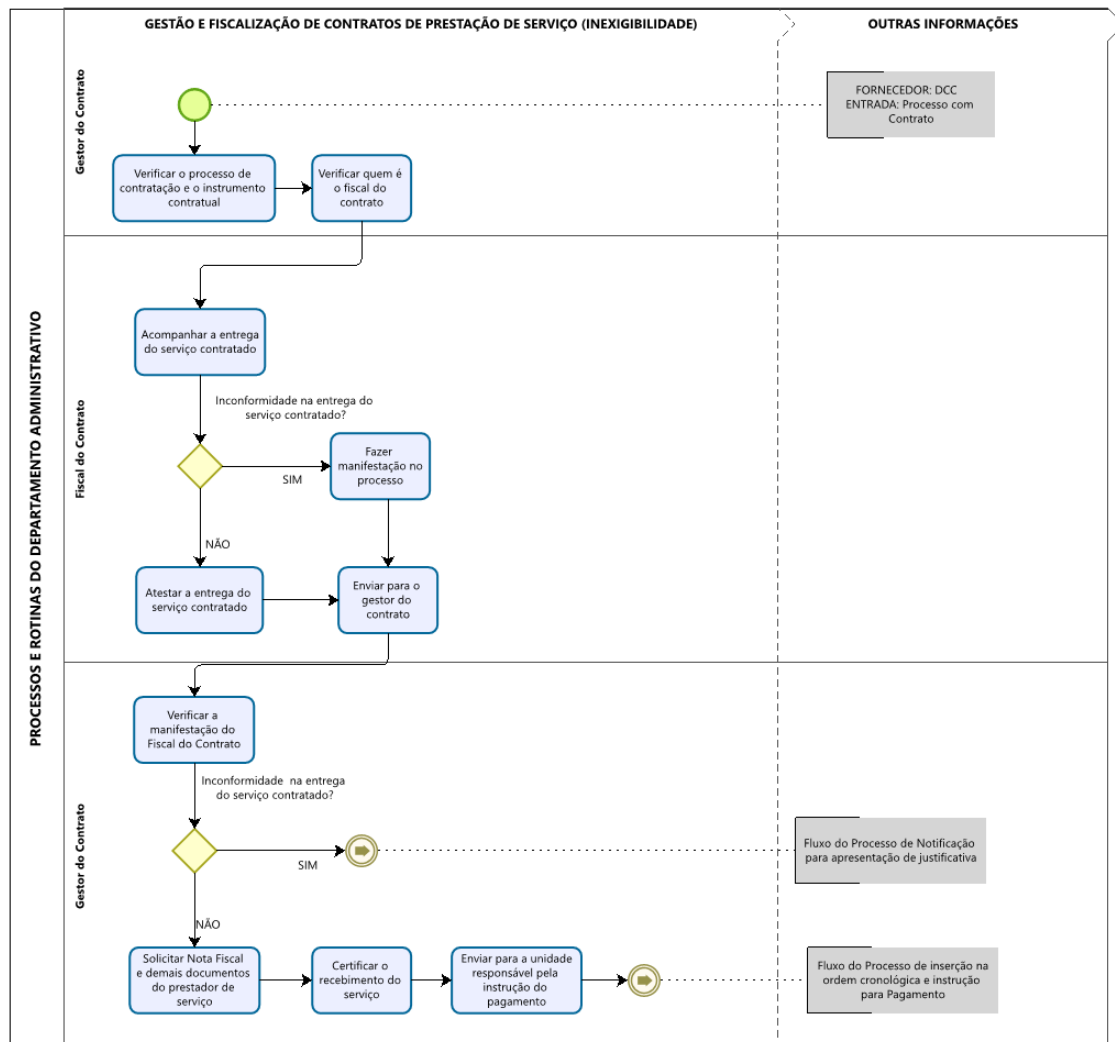 GESTÃO E FISCALIZAÇÃO DE CONTRATOS DE PRESTAÇÃO DE SERVIÇO (INEXIGIBILIDADE)
OUTRAS INFORMAÇÕES
PROCESSOS E ROTINAS DO DEPARTAMENTO ADMINISTRATIVO
Gestor do Contrato
FORNECEDOR: DCC
ENTRADA: Processo com
Contrato
Verificar o processo de
contratação e o instrumento
contratual
Verificar quem é
o fiscal do
contrato
Fiscal do Contrato
Acompanhar a entrega
do serviço contratado
Inconformidade na entrega do
serviço contratado?
SIM
Fazer
manifestação no
processo
NÃO
Atestar a entrega do
serviço contratado
Enviar para o
gestor do
contrato
Gestor do Contrato
Verificar a
manifestação do
Fiscal do Contrato
Inconformidade na entrega
do serviço contratado?
SIM
Fluxo do Processo de Notificação
para apresentação de justificativa
NÃO
Solicitar Nota Fiscal
e demais documentos
do prestador de
serviço
Certificar o
recebimento do
serviço
Enviar para a unidade
responsável pela
instrução do
pagamento
Fluxo do Processo de inserção na
ordem cronológica e instrução
para Pagamento